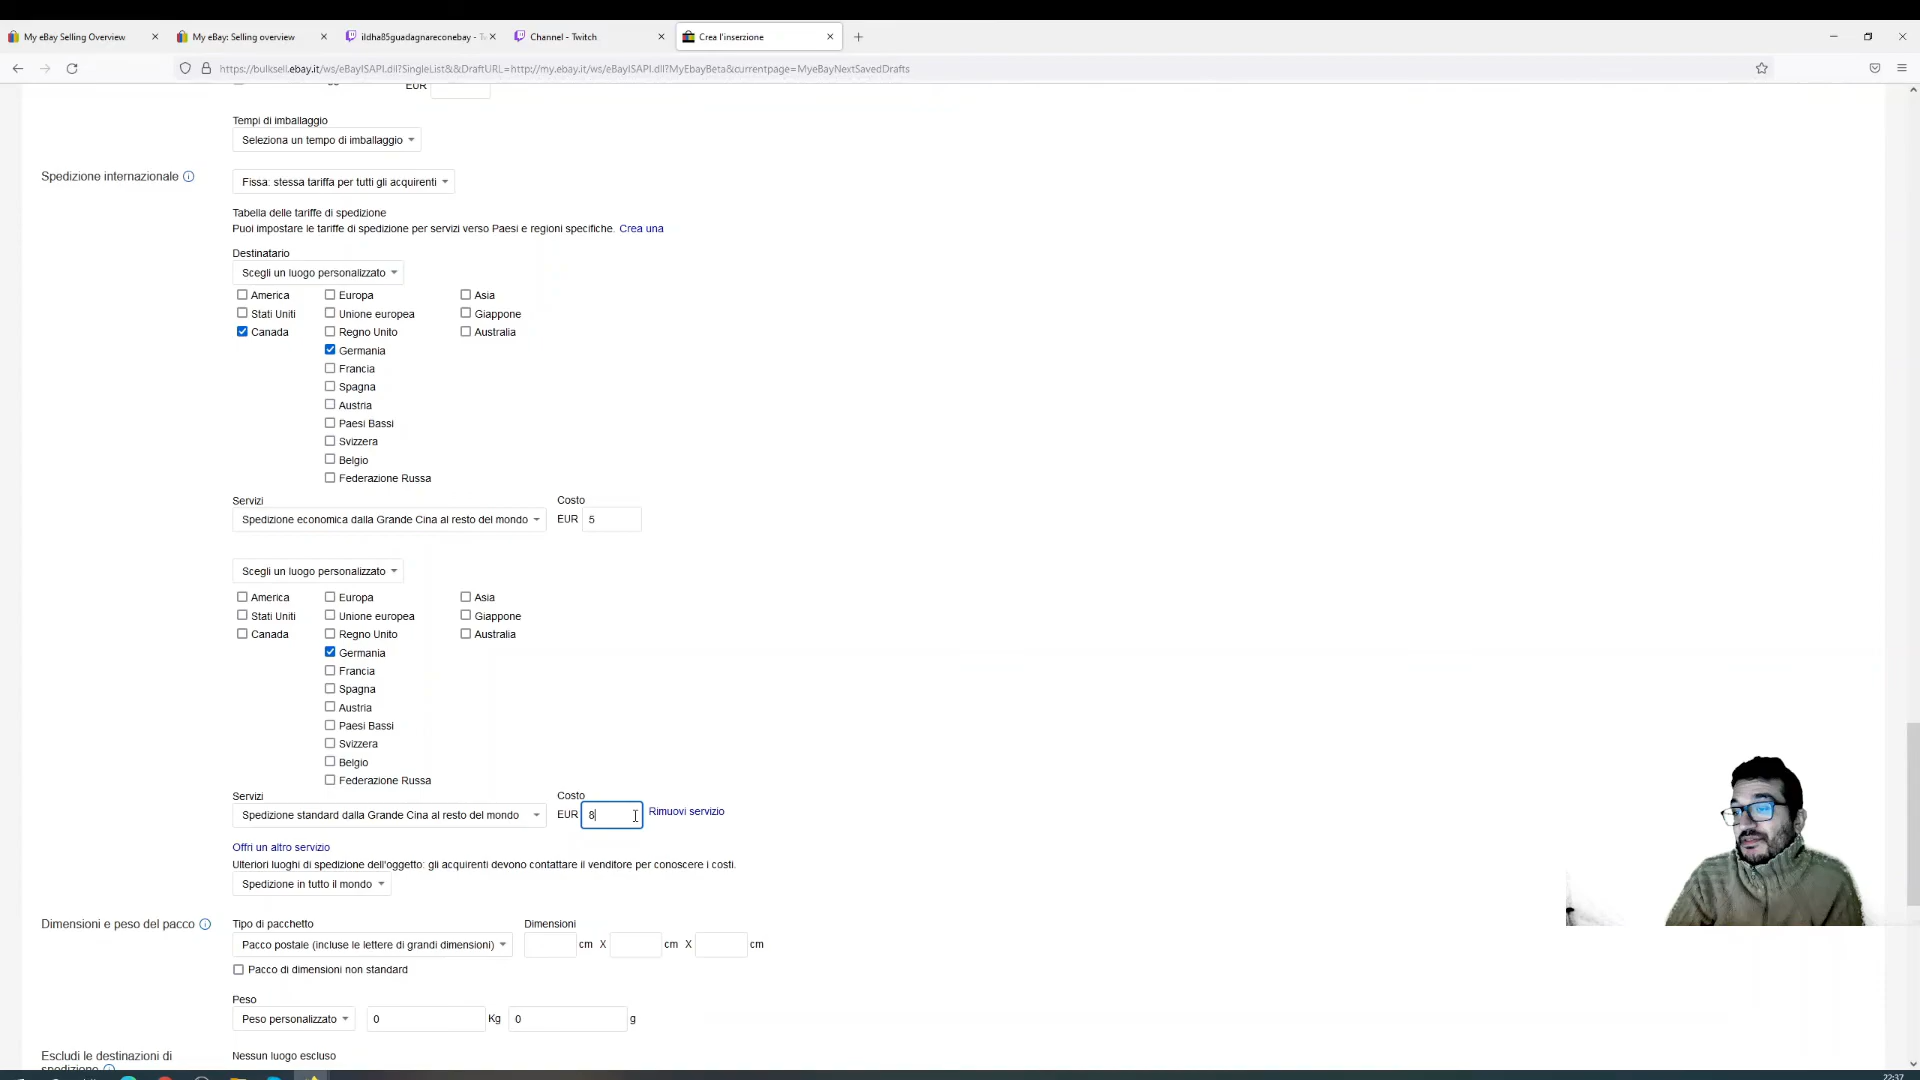 My eBay Selling Overview
My eBay: Selling overview
ildha85guadagnareconebay - Tw
Channel - Twitch
Crea l'inserzione
https://bulksell.ebay.it/ws/eBayISAPI.dll?SingleList&&DraftURL=http://my.ebay.it/ws/eBayISAPI.dll?MyEbayBeta&currentpage=MyeBayNextSavedDrafts
EUR
Tempi di imballaggio
Seleziona un tempo di imballaggio
Spedizione internazionale
Fissa: stessa tariffa per tutti gli acquirenti
Tabella delle tariffe di spedizione
Puoi impostare le tariffe di spedizione per servizi verso Paesi e regioni specifiche. Crea una
Destinatario
Scegli un luogo personalizzato
America Europa Asia
Stati Uniti Unione europea Giappone
Canada Regno Unito Australia
Germania
Francia
Spagna
Austria
Paesi Bassi
Svizzera
Belgio
Federazione Russa
Servizi Costo
Spedizione economica dalla Grande Cina al resto del mondo EUR 5
Scegli un luogo personalizzato
America Europa Asia
Stati Uniti Unione europea Giappone
Canada Regno Unito Australia
Germania
Francia
Spagna
Austria
Paesi Bassi
Svizzera
Belgio
Federazione Russa
Servizi Costo
Spedizione standard dalla Grande Cina al resto del mondo EUR 8 Rimuovi servizio
Offri un altro servizio
Ulteriori luoghi di spedizione dell'oggetto: gli acquirenti devono contattare il venditore per conoscere i costi.
Spedizione in tutto il mondo
Dimensioni e peso del pacco Tipo di pacchetto Dimensioni
Pacco postale (incluse le lettere di grandi dimensioni) cm X cm X cm
Pacco di dimensioni non standard
Peso
Peso personalizzato 0 Kg 0 g
Escludi le destinazioni di Nessun luogo escluso
spedizione
22:37